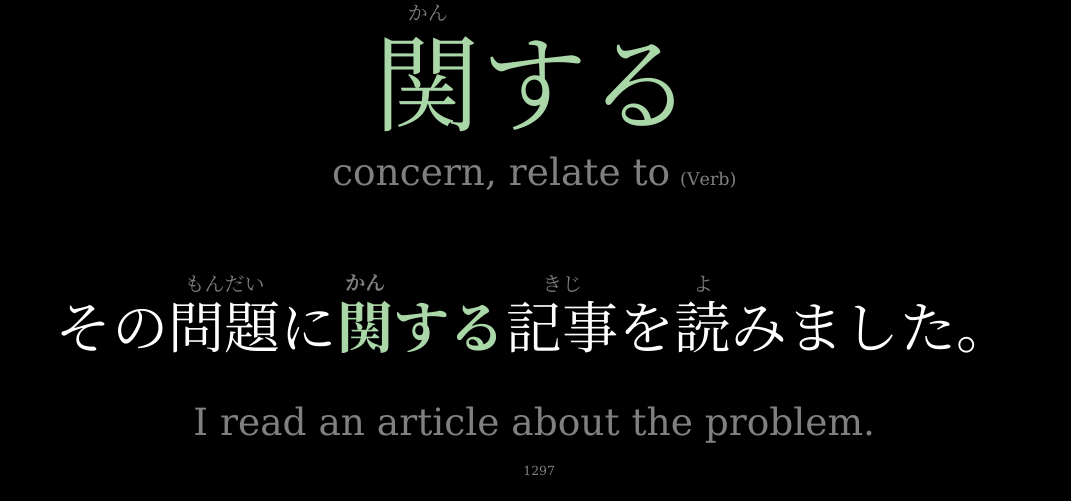 かん
関する
concern, relate to (Verb)
もんだい かん きじ よ
その問題に関する記事を読みました。
I read an article about the problem.
1297